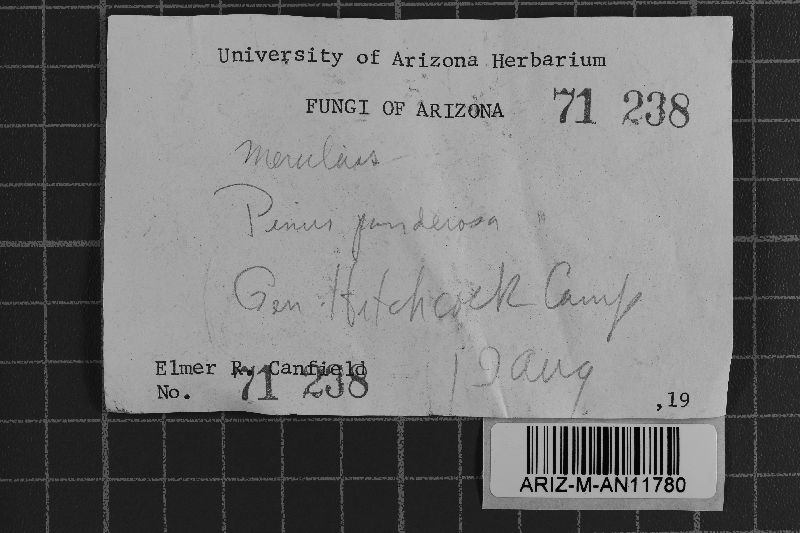 University of Arizona Herbarium
FUNGI OF ARIZONA 71 238
Merulius
Pinus ponderosa
Gen. Hitchcock Camp
Elmer R. Canfield
No. 71 238
19 aug ,19
ARIZ-M-AN11780